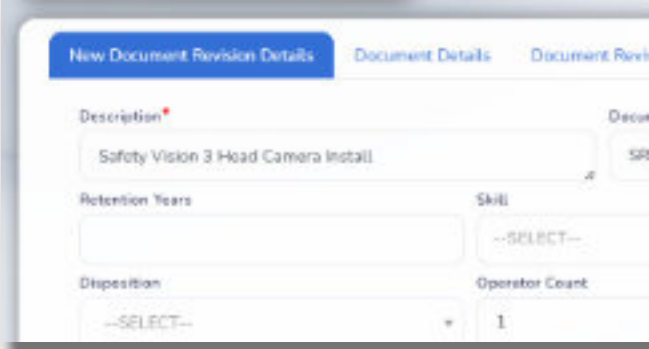 New Document Revision Details Document Details Document
Description*
Safety Vision 3 Head Camera Install
Retention Years Skill
--SELECT--
Disposition Operator Count
--SELECT-- 1